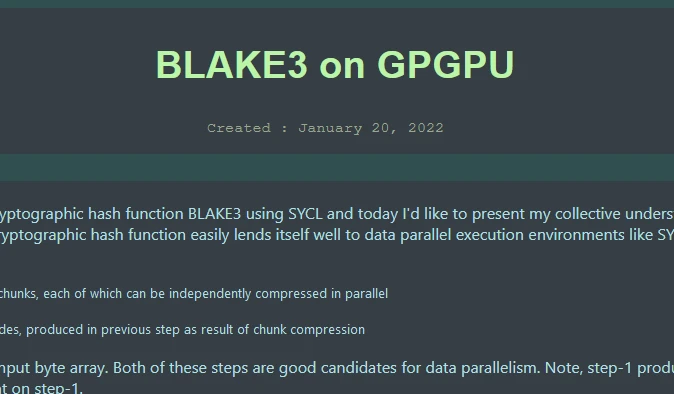 BLAKE3 on GPGPU
Created : January 20, 2022
yptographic hash function BLAKE3 using SYCL and today I'd like to present my collective unders
ryptographic hash function easily lends itself well to data parallel execution environments like SY
chunks, each of which can be independently compressed in parallel
des, produced in previous step as result of chunk compression
nput byte array. Both of these steps are good candidates for data parallelism. Note, step-1 produ
nt on step-1.